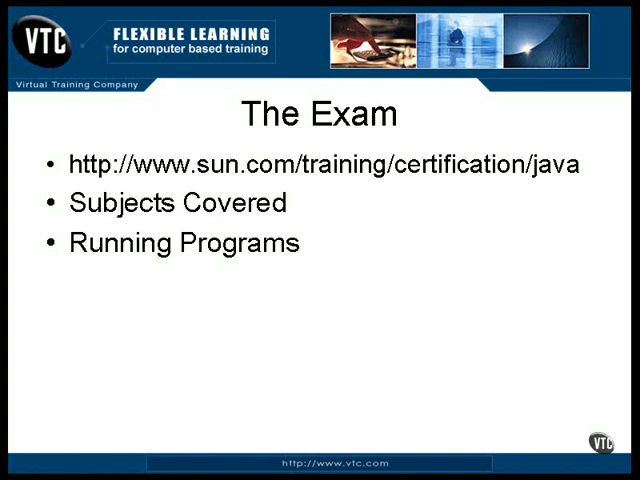 VTC
FLEXIBLE LEARNING
for computer based training
Virtual Training Company
The Exam
• http://www.sun.com/training/certification/java
• Subjects Covered
• Running Programs
VTC
http://www.vtc.com